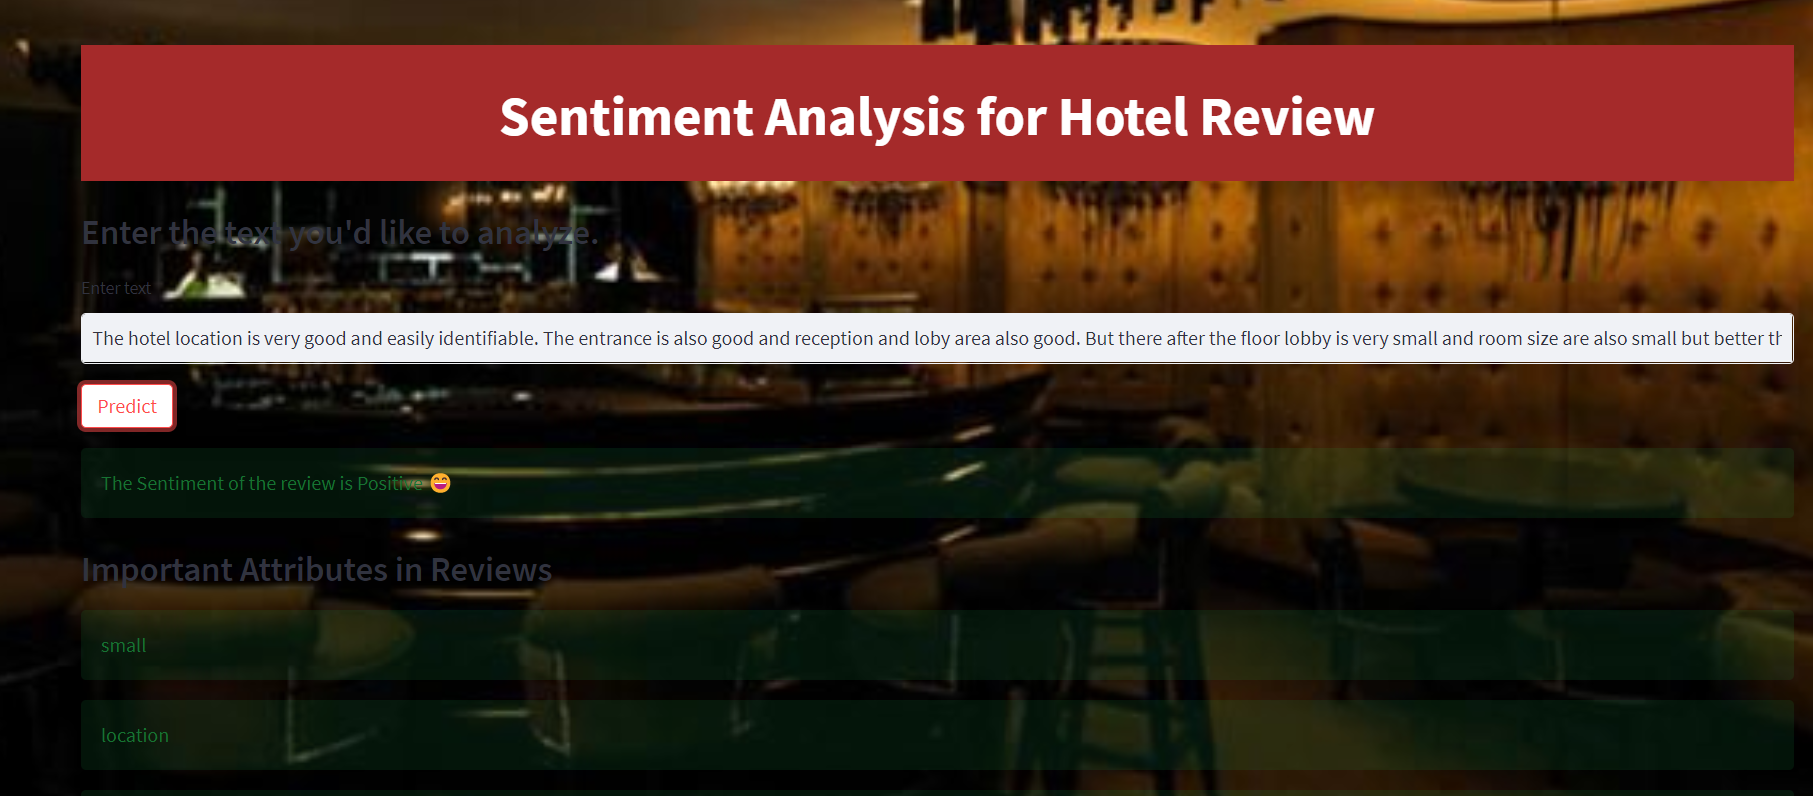 Sentiment Analysis for Hotel Review
Enter the text you'd like to analyze.
Enter text
The hotel location is very good and easily identifiable. The entrance is also good and reception and loby area also good. But there after the floor lobby is very small and room size are also small but better
Predict
The Sentiment of the review is Positive 😄
Important Attributes in Reviews
small
location